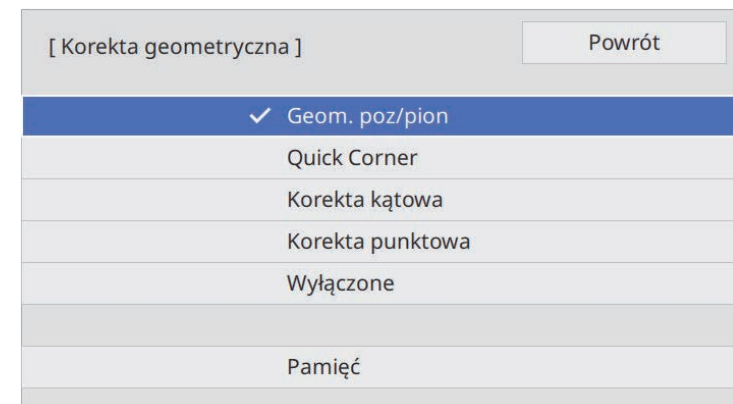 [ Korekta geometryczna ]
Powrót
Geom. poz/pion
Quick Corner
Korekta kątowa
Korekta punktowa
Wyłączone
Pamięć